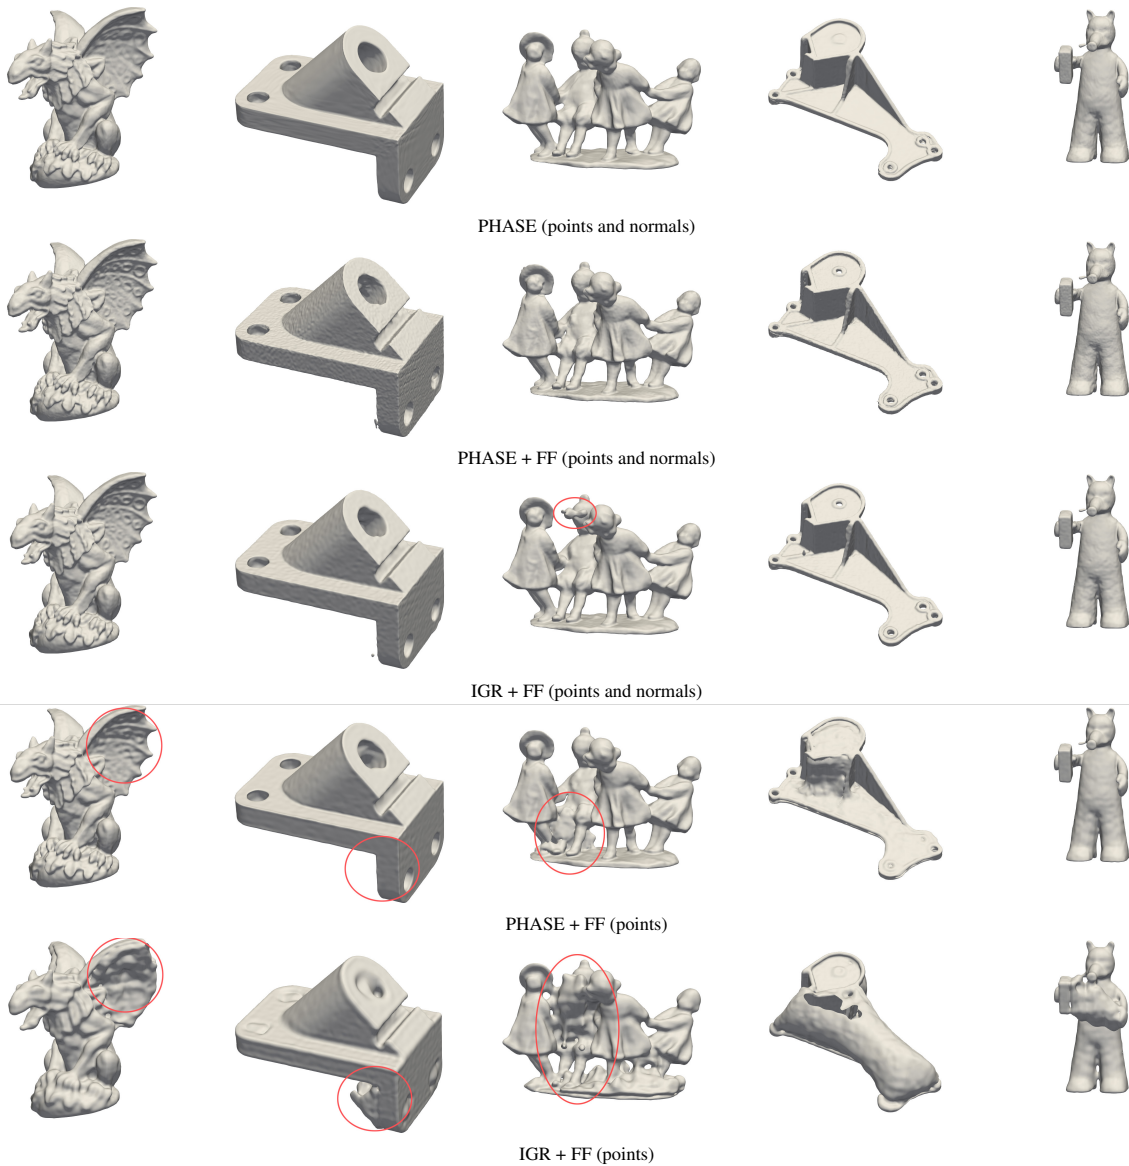 PHASE (points and normals)
PHASE + FF (points and normals)
IGR + FF (points and normals)
PHASE + FF (points)
IGR + FF (points)